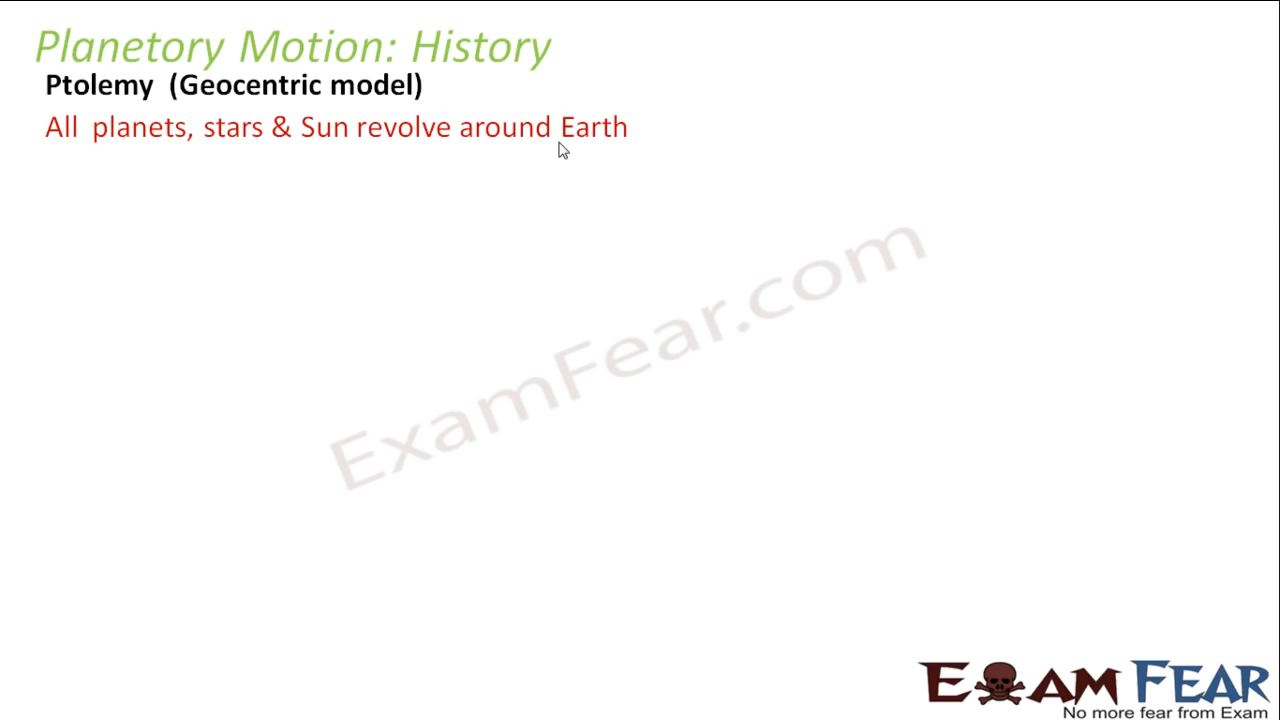 Planetory Motion: History
Ptolemy (Geocentric model)
All planets, stars & Sun revolve around Earth
ExamFear.com
EXAM FEAR
No more fear from Exam